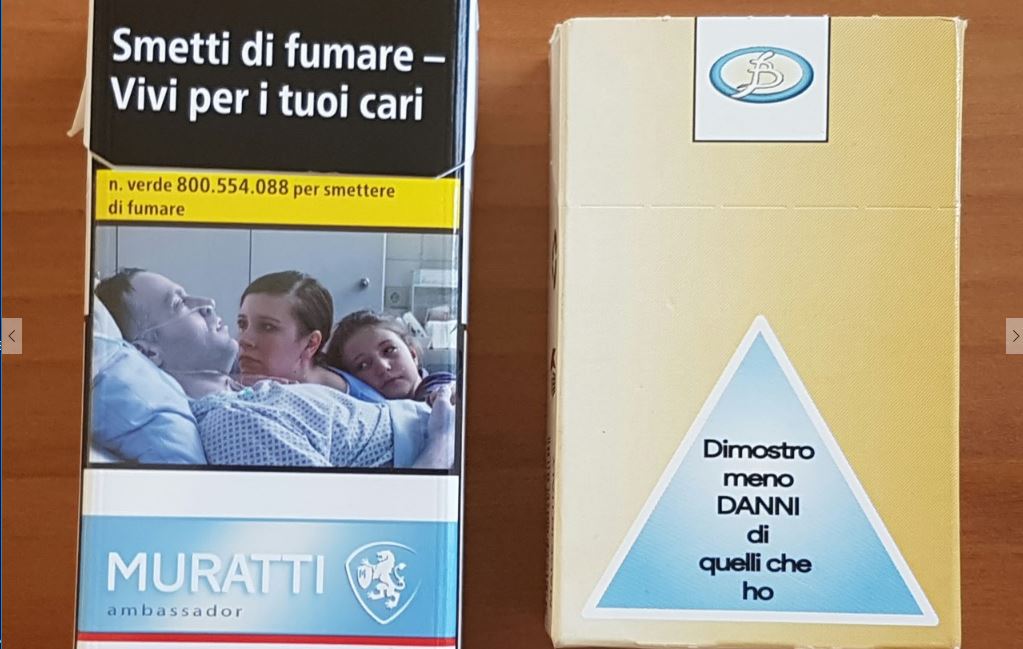 Smetti di fumare –
Vivi per i tuoi cari
n. verde 800.554.088 per smettere
di fumare
MURATTI
ambassador
Dimostro
meno
DANNI
di
quelli che
ho